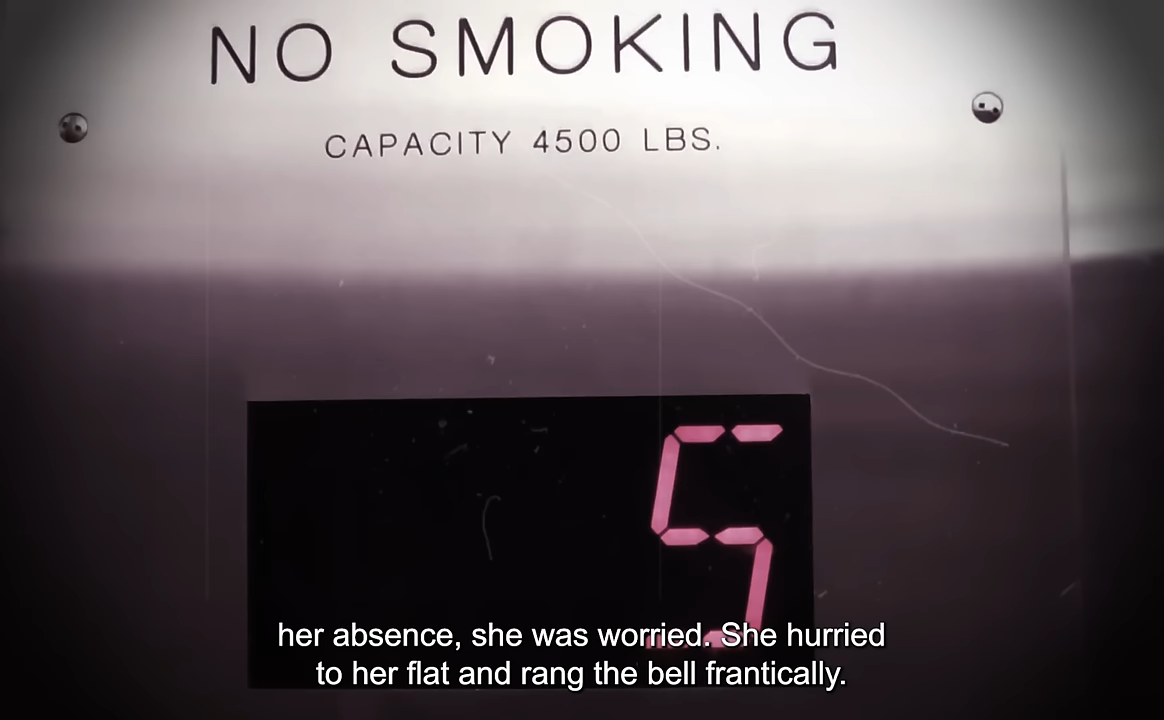 NO SMOKING
CAPACITY 4500 LBS.
5
her absence, she was worried. She hurried
to her flat and rang the bell frantically.